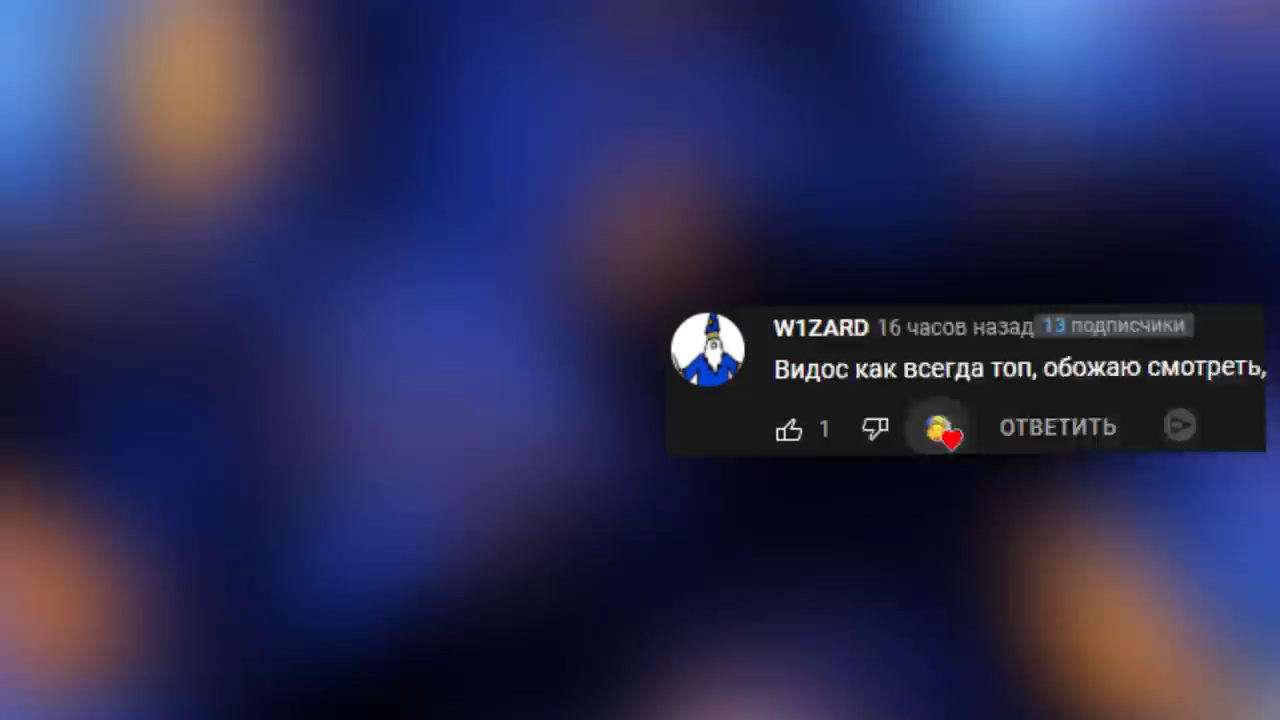 W1ZARD 16 часов назад 13 подписчики
Видос как всегда топ, обожаю смотреть,
1 ОТВЕТИТЬ